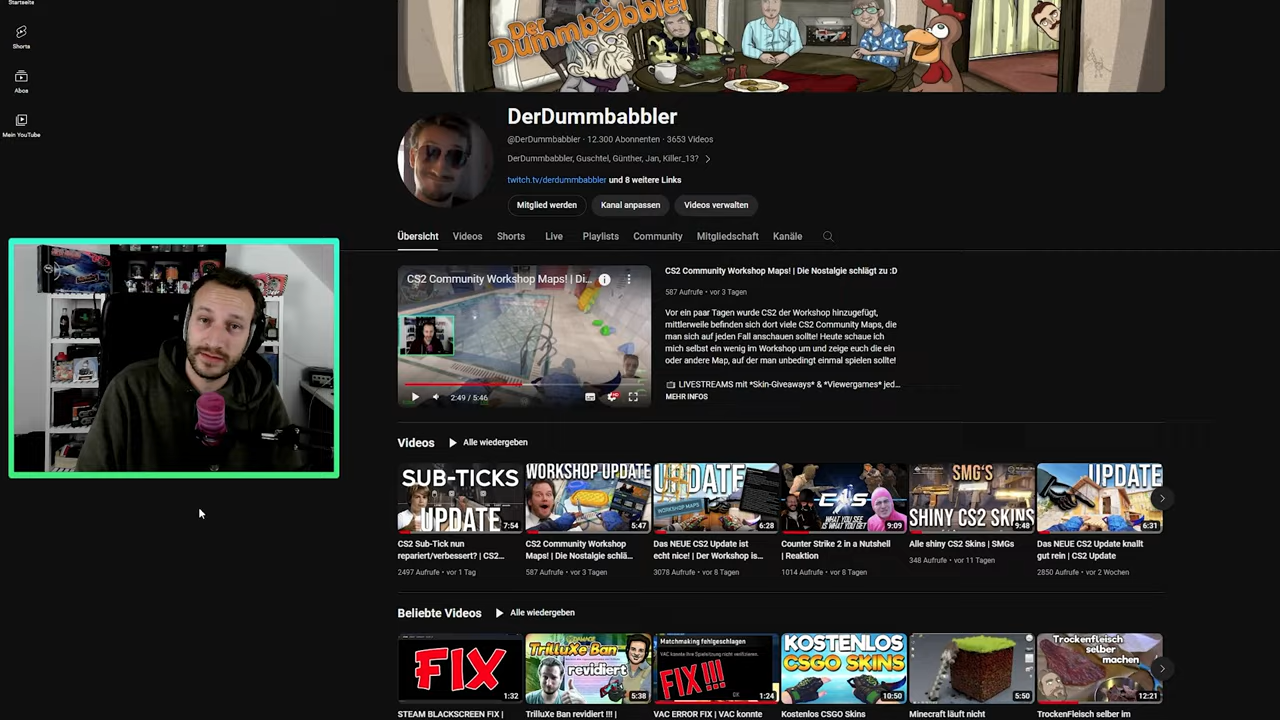 Startseite
Shorts
Abos
Mein YouTube
Der
Dummbabbler
DerDummbabbler
@DerDummbabbler · 12.300 Abonnenten · 3653 Videos
DerDummbabbler, Guschtel, Günther, Jan, Killer_13?
twitch.tv/derdummbabbler und 8 weitere Links
Mitglied werden
Kanal anpassen
Videos verwalten
Übersicht
Videos
Shorts
Live
Playlists
Community
Mitgliedschaft
Kanäle
CS2 Community Workshop Maps! | Di...
2:49 / 5:46
CS2 Community Workshop Maps! | Die Nostalgie schlägt zu :D
587 Aufrufe • vor 3 Tagen
Vor ein paar Tagen wurde CS2 der Workshop hinzugefügt,
mittlerweile befinden sich dort viele CS2 Community Maps, die
man sich auf jeden Fall anschauen sollte! Heute schaue ich
mich selbst ein wenig im Workshop um und zeige euch die ein
oder andere Map, auf der man unbedingt einmal spielen sollte!
LIVESTREAMS mit *Skin-Giveaways* & *Viewergames* jed...
MEHR INFOS
Videos
Alle wiedergeben
SUB-TICKS
UPDATE
7:54
CS2 Sub-Tick nun
repariert/verbessert? | CS2...
2497 Aufrufe • vor 1 Tag
WORKSHOP-UPDATE
5:47
CS2 Community Workshop
Maps! | Die Nostalgie schlä...
587 Aufrufe • vor 3 Tagen
UPDATE
WORKSHOP MAPS
6:28
Das NEUE CS2 Update ist
echt nice! | Der Workshop is...
3078 Aufrufe • vor 8 Tagen
WHAT YOU SEE
IS WHAT YOU GET
9:09
Counter Strike 2 in a Nutshell
| Reaktion
1014 Aufrufe • vor 8 Tagen
SMG'S
SHINY CS2 SKINS
9:48
Alle shiny CS2 Skins | SMGs
348 Aufrufe • vor 11 Tagen
UPDATE
6:31
Das NEUE CS2 Update knallt
gut rein | CS2 Update
2850 Aufrufe • vor 2 Wochen
Beliebte Videos
Alle wiedergeben
FIX
1:32
STEAM BLACKSCREEN FIX |
DAMAGE
TrilluXe Ban
revidiert
5:38
TrilluXe Ban revidiert !!! |
Matchmaking fehlgeschlagen
VAC konnte Ihre Spielsitzung nicht verifizieren.
FIX!!!
OK
1:24
VAC ERROR FIX | VAC konnte
KOSTENLOS
CSGO SKINS
10:50
Kostenlos CSGO Skins
5:50
Minecraft läuft nicht
Trockenfleisch
selber
machen
12:21
TrockenFleisch selber